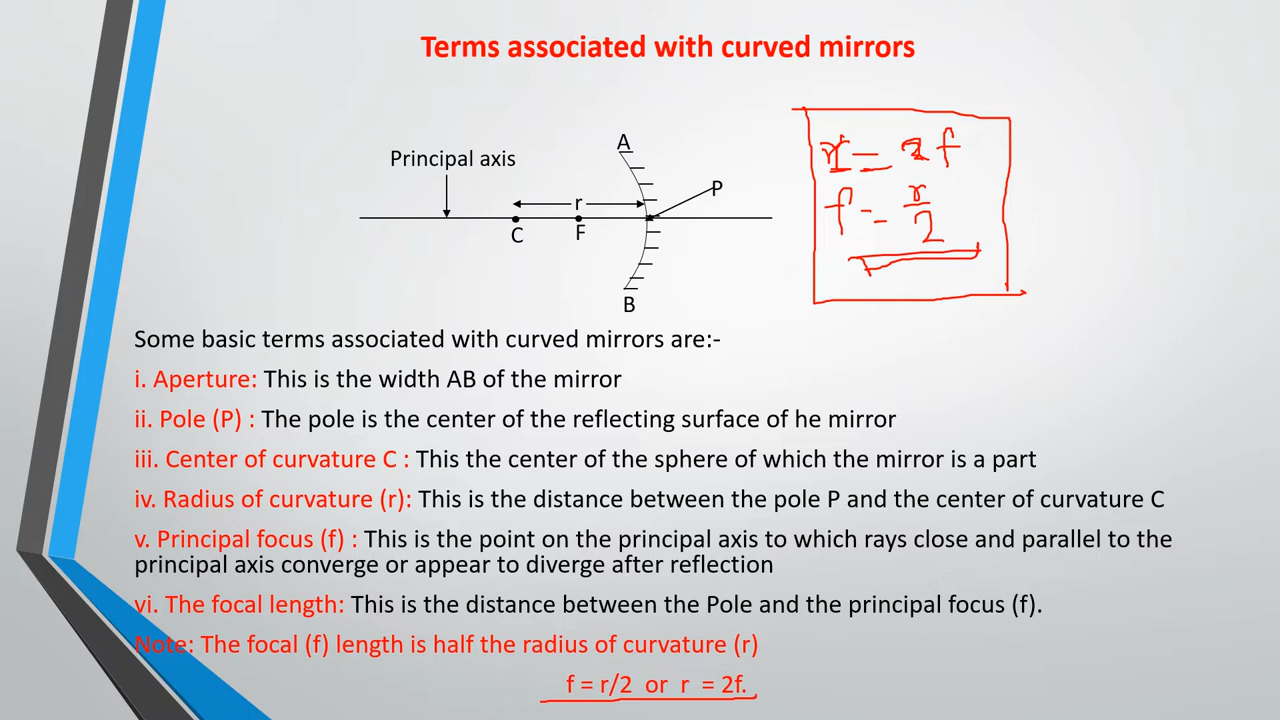 Terms associated with curved mirrors
A
Principal axis
P
r
C
F
B
r = 2f
f = r/2
Some basic terms associated with curved mirrors are:-
i. Aperture: This is the width AB of the mirror
ii. Pole (P) : The pole is the center of the reflecting surface of he mirror
iii. Center of curvature C : This the center of the sphere of which the mirror is a part
iv. Radius of curvature (r): This is the distance between the pole P and the center of curvature C
v. Principal focus (f) : This is the point on the principal axis to which rays close and parallel to the
principal axis converge or appear to diverge after reflection
vi. The focal length: This is the distance between the Pole and the principal focus (f).
Note: The focal (f) length is half the radius of curvature (r)
f = r/2 or r = 2f.